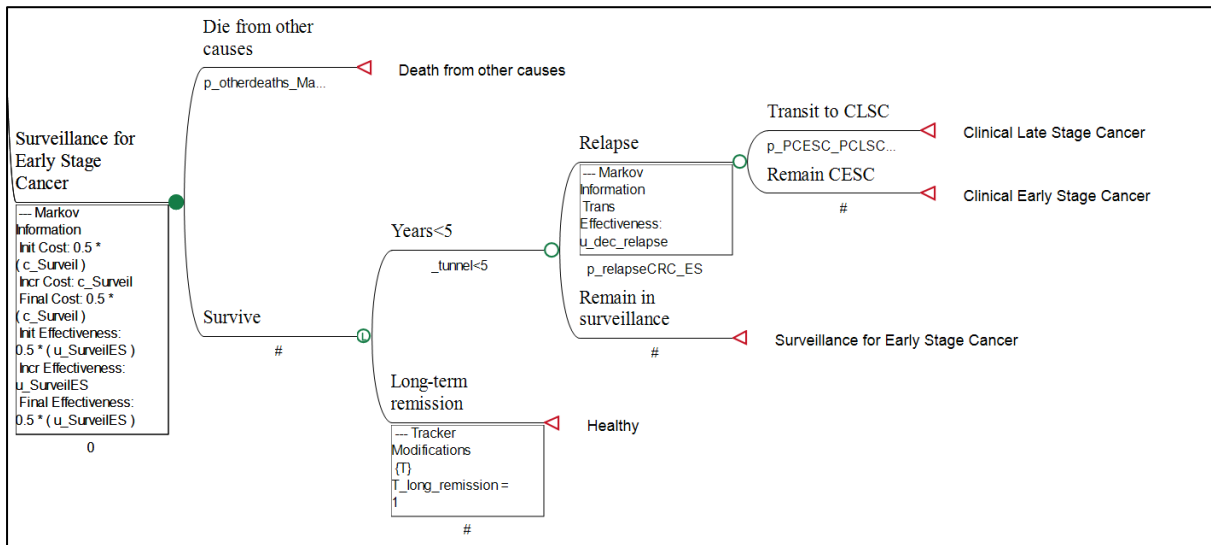 Die from other
causes
p_otherdeaths_Ma...
Death from other causes
Surveillance for
Early Stage
Cancer
--- Markov
Information
Init Cost: 0.5 *
( c_Surveil )
Incr Cost: c_Surveil
Final Cost: 0.5 *
( c_Surveil )
Init Effectiveness:
0.5 * ( u_SurveilES )
Incr Effectiveness:
u_SurveilES
Final Effectiveness:
0.5 * ( u_SurveilES )
0
Survive
#
L
Years<5
_tunnel<5
Relapse
--- Markov
Information
Trans
Effectiveness:
u_dec_relapse
p_relapseCRC_ES
Transit to CLSC
p_PCESC_PCLSC...
Clinical Late Stage Cancer
Remain CESC
#
Clinical Early Stage Cancer
Remain in
surveillance
#
Surveillance for Early Stage Cancer
Long-term
remission
--- Tracker
Modifications
{T}
T_long_remission =
1
#
Healthy